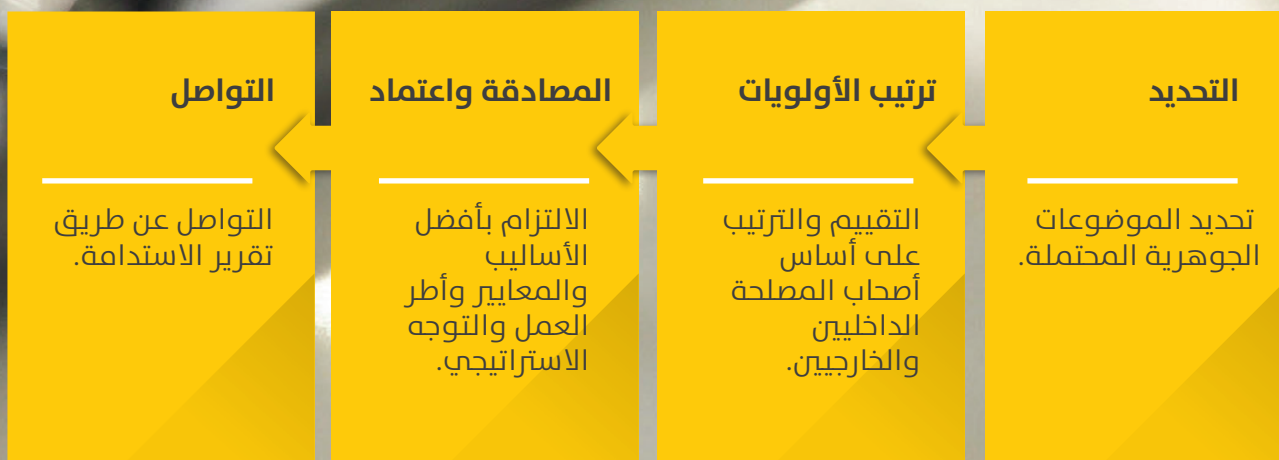 التحديد
تحديد الموضوعات
الجوهرية المحتملة.
ترتيب الأولويات
التقييم والترتيب
على أساس
أصحاب المصلحة
الداخليين
والخارجيين.
المصادقة واعتماد
الالتزام بأفضل
الأساليب
والمعايير وأطر
العمل والتوجه
الاستراتيجي.
التواصل
التواصل عن طريق
تقرير الاستدامة.